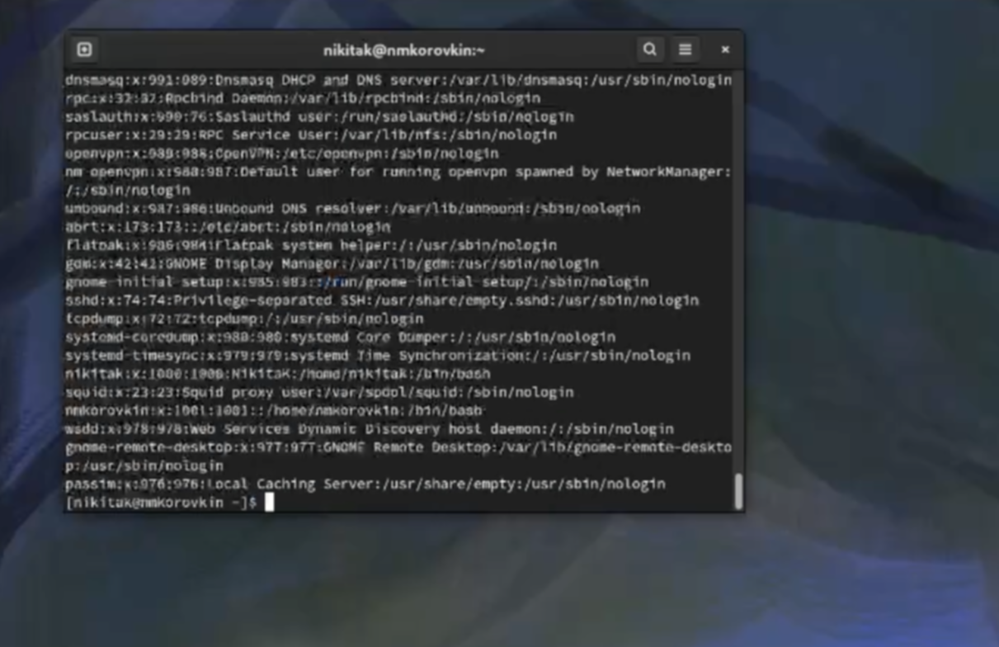 nikitak@nmkorovkin:~
dnsmasq:x:991:989:Dnsmasq DHCP and DNS server:/var/lib/dnsmasq:/usr/sbin/nologin
rpc:x:32:32:Rpcbind Daemon:/var/lib/rpcbind:/sbin/nologin
saslauth:x:990:76:Saslauthd user:/run/saslauthd:/sbin/nologin
rpcuser:x:29:29:RPC Service User:/var/lib/nfs:/sbin/nologin
openvpn:x:989:988:OpenVPN:/etc/openvpn:/sbin/nologin
nm-openvpn:x:988:987:Default user for running openvpn spawned by NetworkManager:
/:/sbin/nologin
unbound:x:987:986:Unbound DNS resolver:/var/lib/unbound:/sbin/nologin
abrt:x:173:173::/etc/abrt:/sbin/nologin
flatpak:x:986:984:Flatpak system helper:/:/usr/sbin/nologin
gdm:x:42:42:GNOME Display Manager:/var/lib/gdm:/usr/sbin/nologin
gnome-initial-setup:x:985:983::/run/gnome-initial-setup/:/sbin/nologin
sshd:x:74:74:Privilege-separated SSH:/usr/share/empty.sshd:/usr/sbin/nologin
tcpdump:x:72:72:tcpdump:/:/usr/sbin/nologin
systemd-coredump:x:980:980:systemd Core Dumper:/:/usr/sbin/nologin
systemd-timesync:x:979:979:systemd Time Synchronization:/:/usr/sbin/nologin
nikitak:x:1000:1000:NikitaK:/home/nikitak:/bin/bash
squid:x:23:23:Squid proxy user:/var/spool/squid:/sbin/nologin
nmkorovkin:x:1001:1001::/home/nmkorovkin:/bin/bash
wsdd:x:978:978:Web Services Dynamic Discovery host daemon:/:/sbin/nologin
gnome-remote-desktop:x:977:977:GNOME Remote Desktop:/var/lib/gnome-remote-deskto
p:/usr/sbin/nologin
passim:x:976:976:Local Caching Server:/usr/share/empty:/usr/sbin/nologin
[nikitak@nmkorovkin ~]$